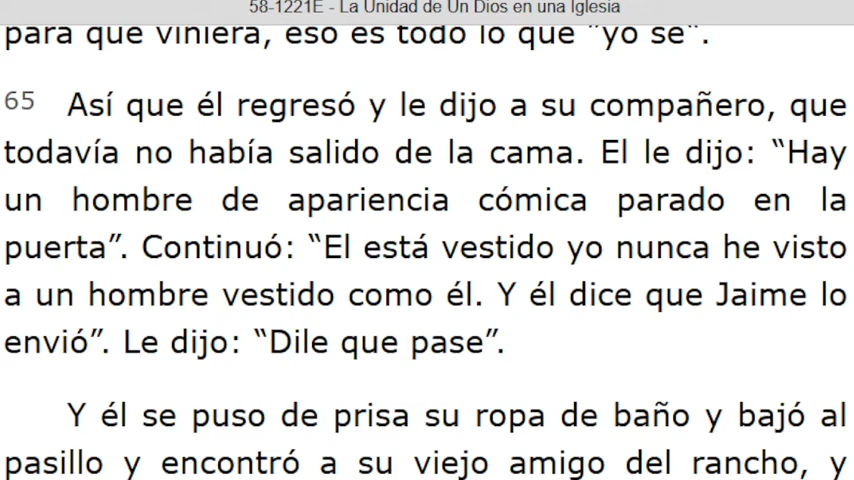 58-1221E - La Unidad de Un Dios en una Iglesia
para que viniera, eso es todo lo que “yo sé”.
65 Así que él regresó y le dijo a su compañero, que
todavía no había salido de la cama. El le dijo: “Hay
un hombre de apariencia cómica parado en la
puerta”. Continuó: “El está vestido yo nunca he visto
a un hombre vestido como él. Y él dice que Jaime lo
envió”. Le dijo: “Dile que pase”.
Y él se puso de prisa su ropa de baño y bajó al
pasillo y encontró a su viejo amigo del rancho, y